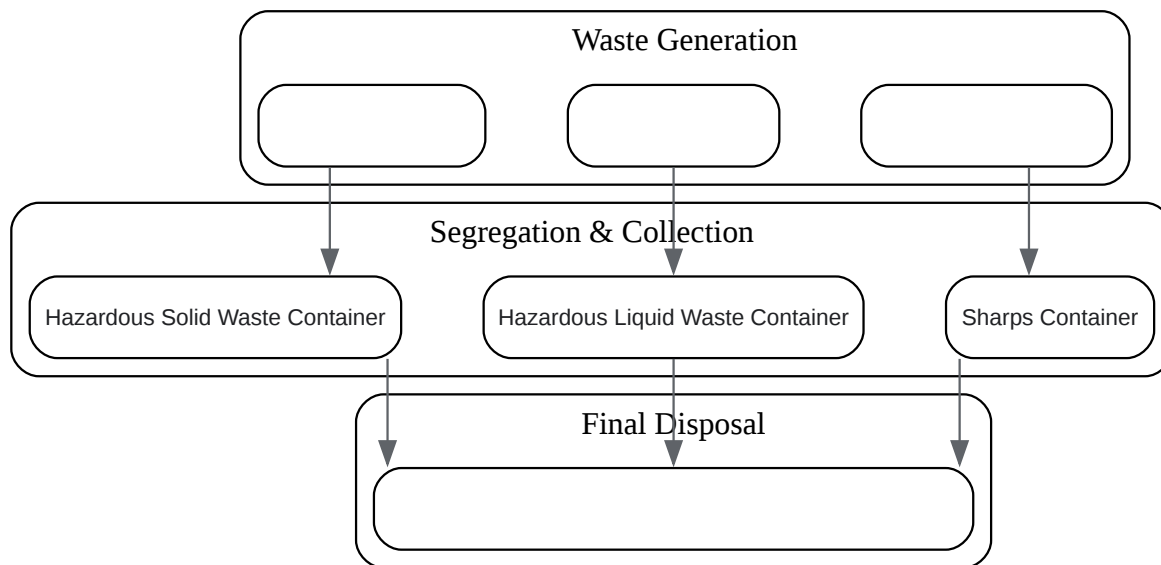 Waste Generation
Segregation & Collection
Hazardous Solid Waste Container
Hazardous Liquid Waste Container
Sharps Container
Final Disposal